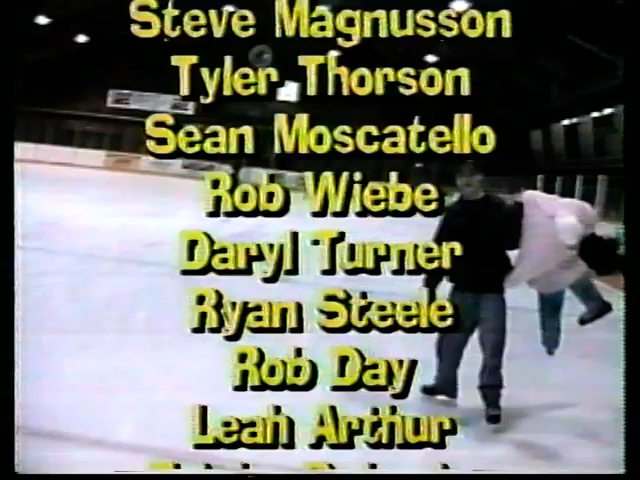 Steve Magnusson
Tyler Thorson
Sean Moscatello
Rob Wiebe
Daryl Turner
Ryan Steele
Rob Day
Leah Arthur